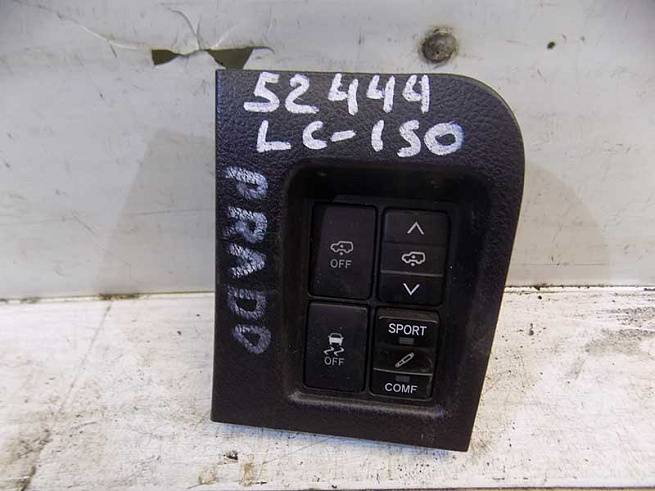 52444
LC-150
PRADO
OFF
OFF
SPORT
COMF